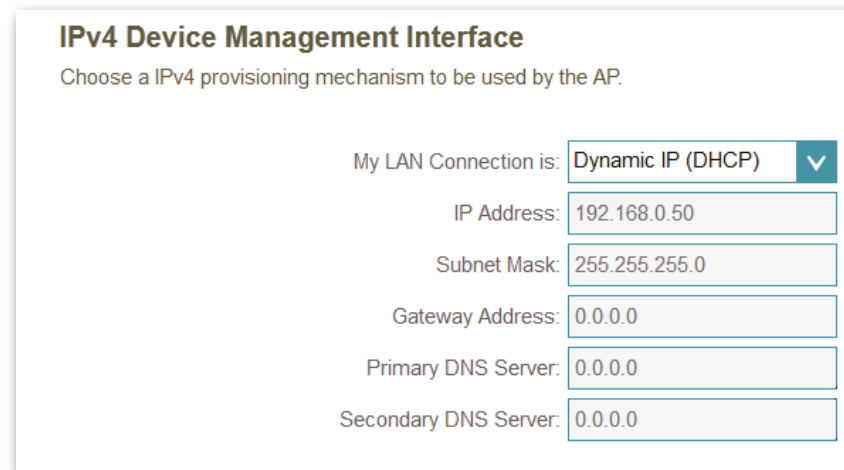 IPv4 Device Management Interface
Choose a IPv4 provisioning mechanism to be used by the AP.
My LAN Connection is: Dynamic IP (DHCP)
IP Address: 192.168.0.50
Subnet Mask: 255.255.255.0
Gateway Address: 0.0.0.0
Primary DNS Server: 0.0.0.0
Secondary DNS Server: 0.0.0.0